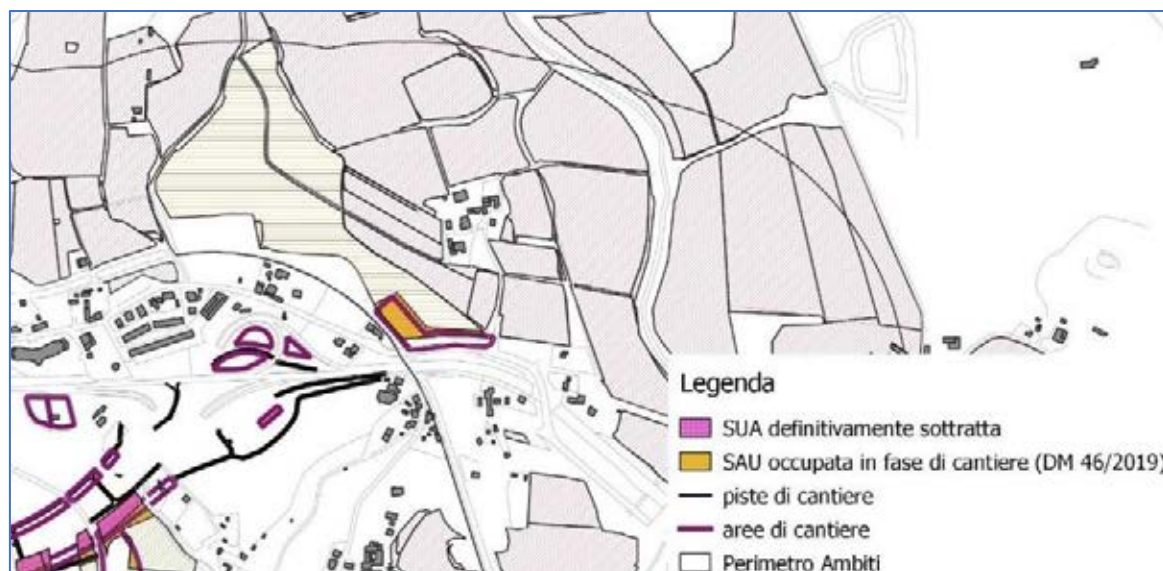 Legenda
SUA definitivamente sottratta
SAU occupata in fase di cantiere (DM 46/2019)
piste di cantiere
aree di cantiere
Perimetro Ambiti